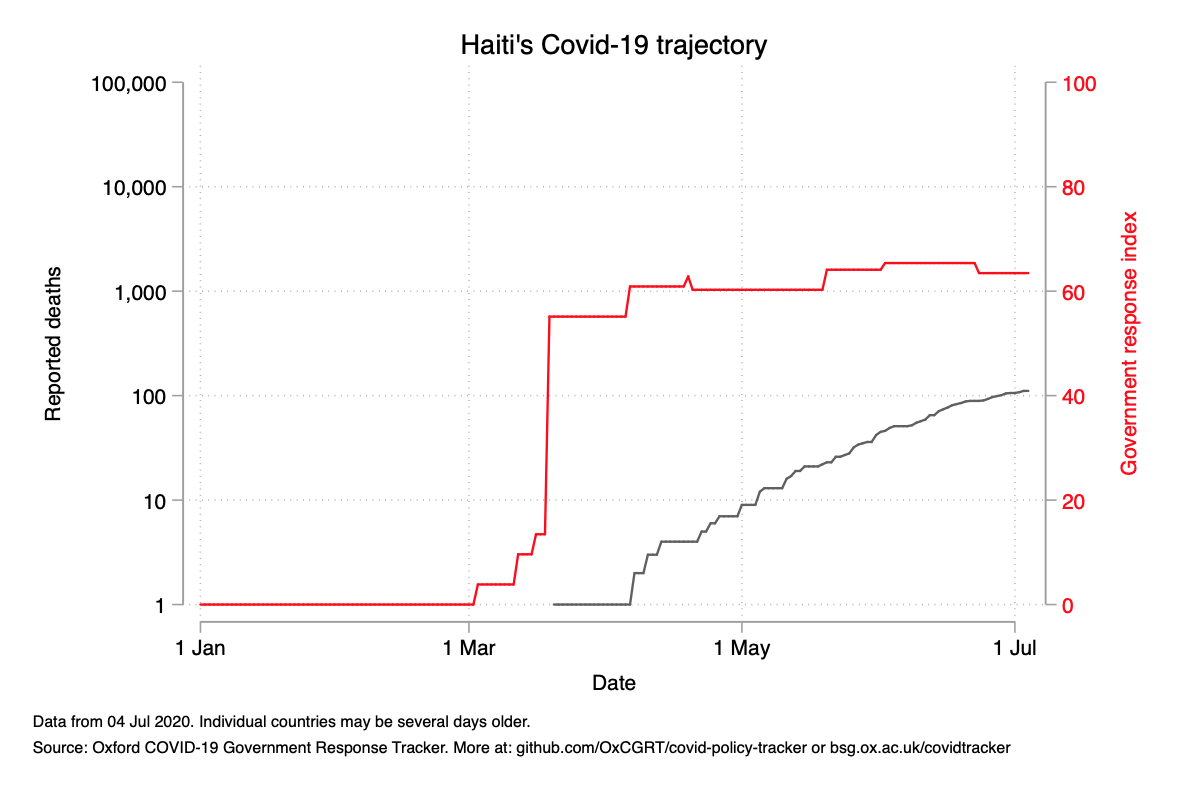 Haiti's Covid-19 trajectory
100,000
10,000
1,000
100
10
1
Reported deaths
100
80
60
40
20
0
Government response index
1 Jan
1 Mar
1 May
1 Jul
Date
Data from 04 Jul 2020. Individual countries may be several days older.
Source: Oxford COVID-19 Government Response Tracker. More at: github.com/OxCGRT/covid-policy-tracker or bsg.ox.ac.uk/covidtracker